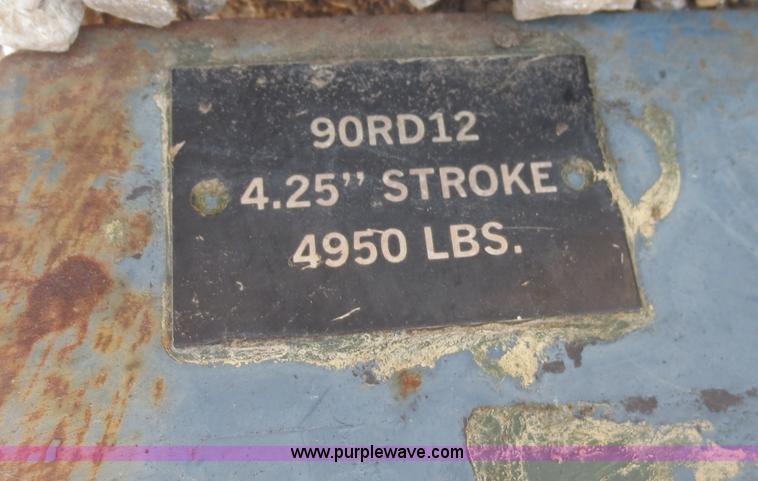 90RD12
4.25” STROKE
4950 LBS.
www.purplewave.com